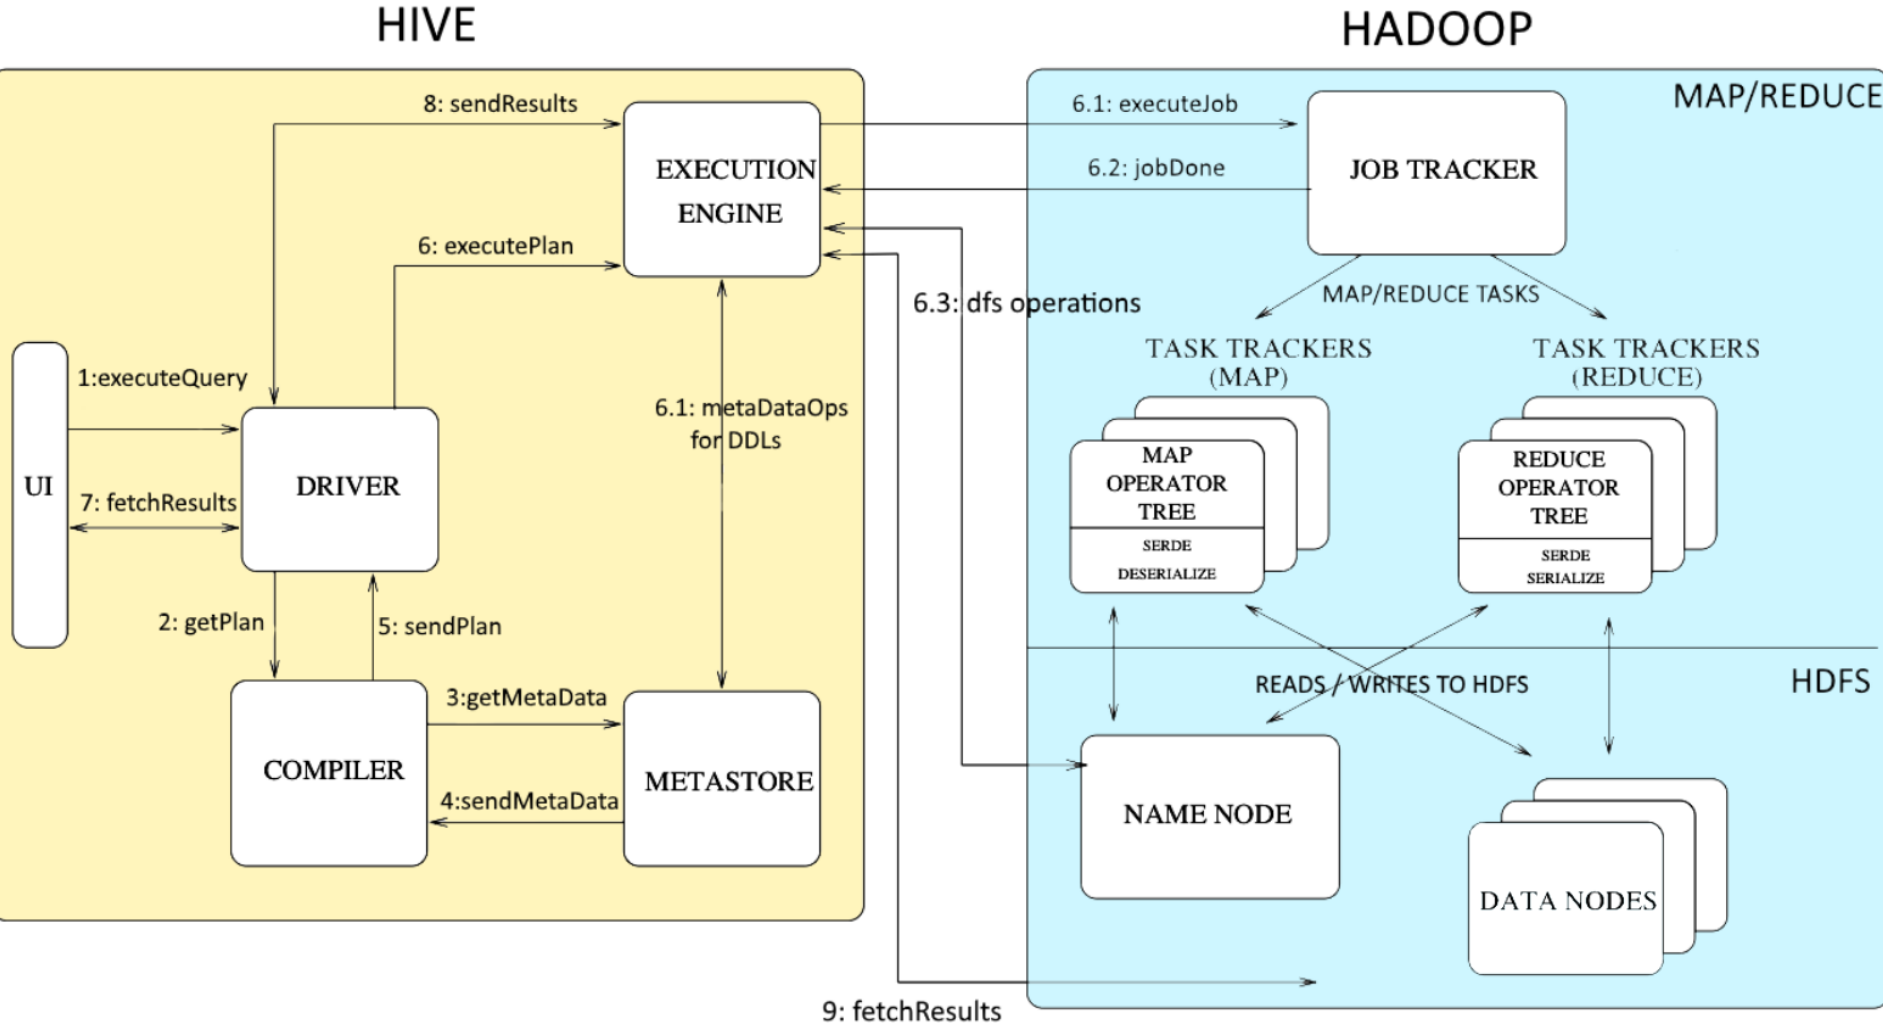 HIVE
HADOOP
MAP/REDUCE
8: sendResults
6.1: executeJob
EXECUTION
ENGINE
6.2: jobDone
JOB TRACKER
6: executePlan
6.3: dfs operations
MAP/REDUCE TASKS
TASK TRACKERS
(MAP)
TASK TRACKERS
(REDUCE)
1:executeQuery
6.1: metaDataOps
for DDLs
UI
DRIVER
7: fetchResults
MAP
OPERATOR
TREE
SERDE
DESERIALIZE
REDUCE
OPERATOR
TREE
SERDE
SERIALIZE
2: getPlan
5: sendPlan
READS / WRITES TO HDFS
HDFS
3:getMetaData
COMPILER
METASTORE
4:sendMetaData
NAME NODE
DATA NODES
9: fetchResults